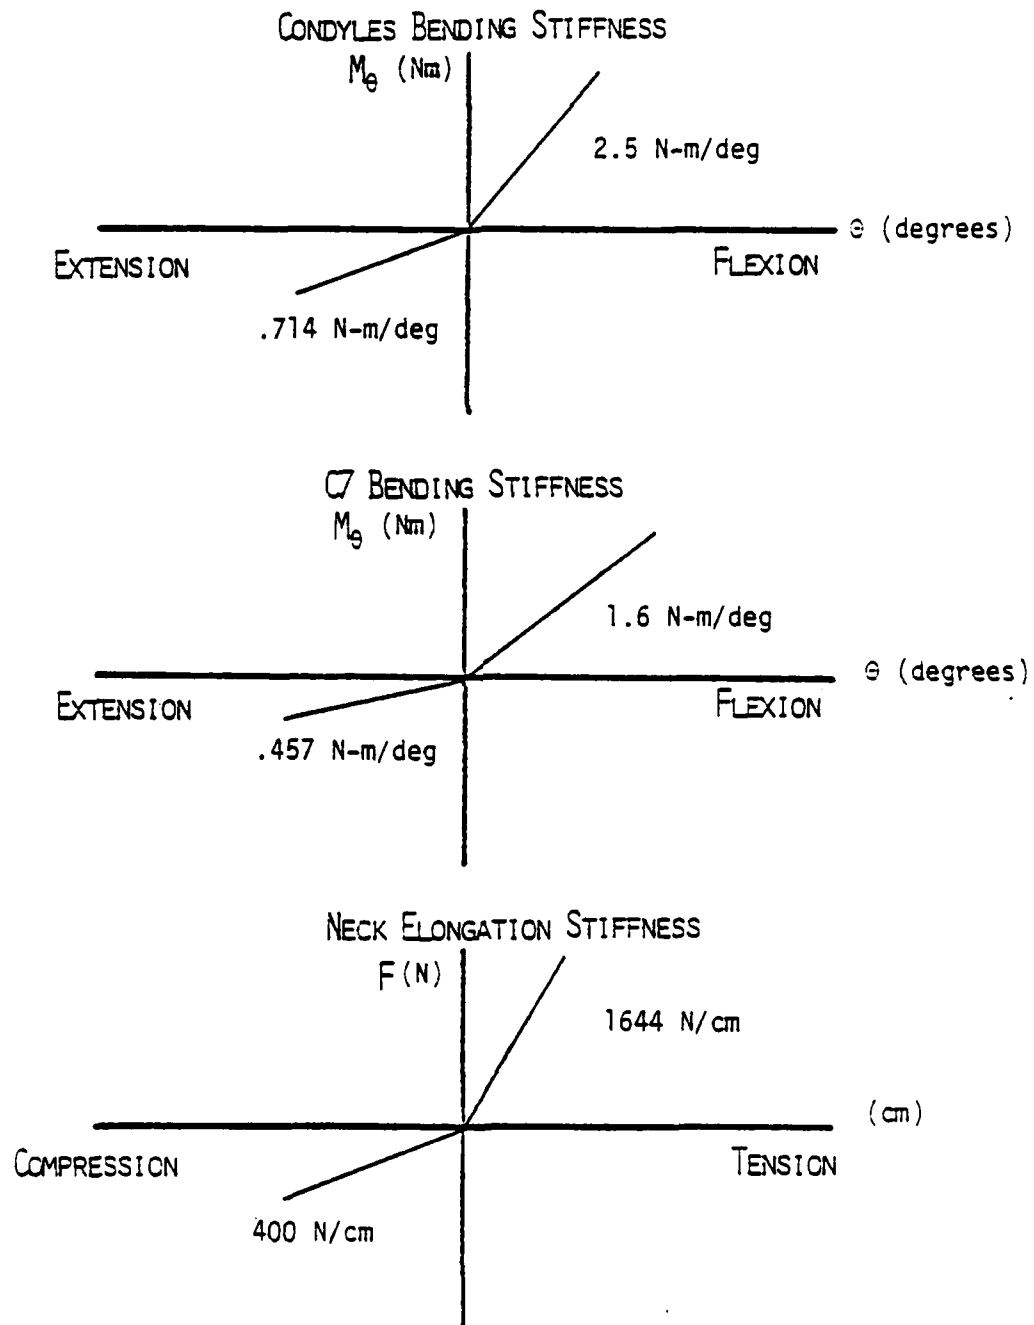 CONDYLES BENDING STIFFNESS
Mθ (Nm)
2.5 N-m/deg
θ (degrees)
EXTENSION
FLEXION
.714 N-m/deg
C7 BENDING STIFFNESS
Mθ (Nm)
1.6 N-m/deg
θ (degrees)
EXTENSION
FLEXION
.457 N-m/deg
NECK ELONGATION STIFFNESS
F (N)
1644 N/cm
(cm)
COMPRESSION
TENSION
400 N/cm